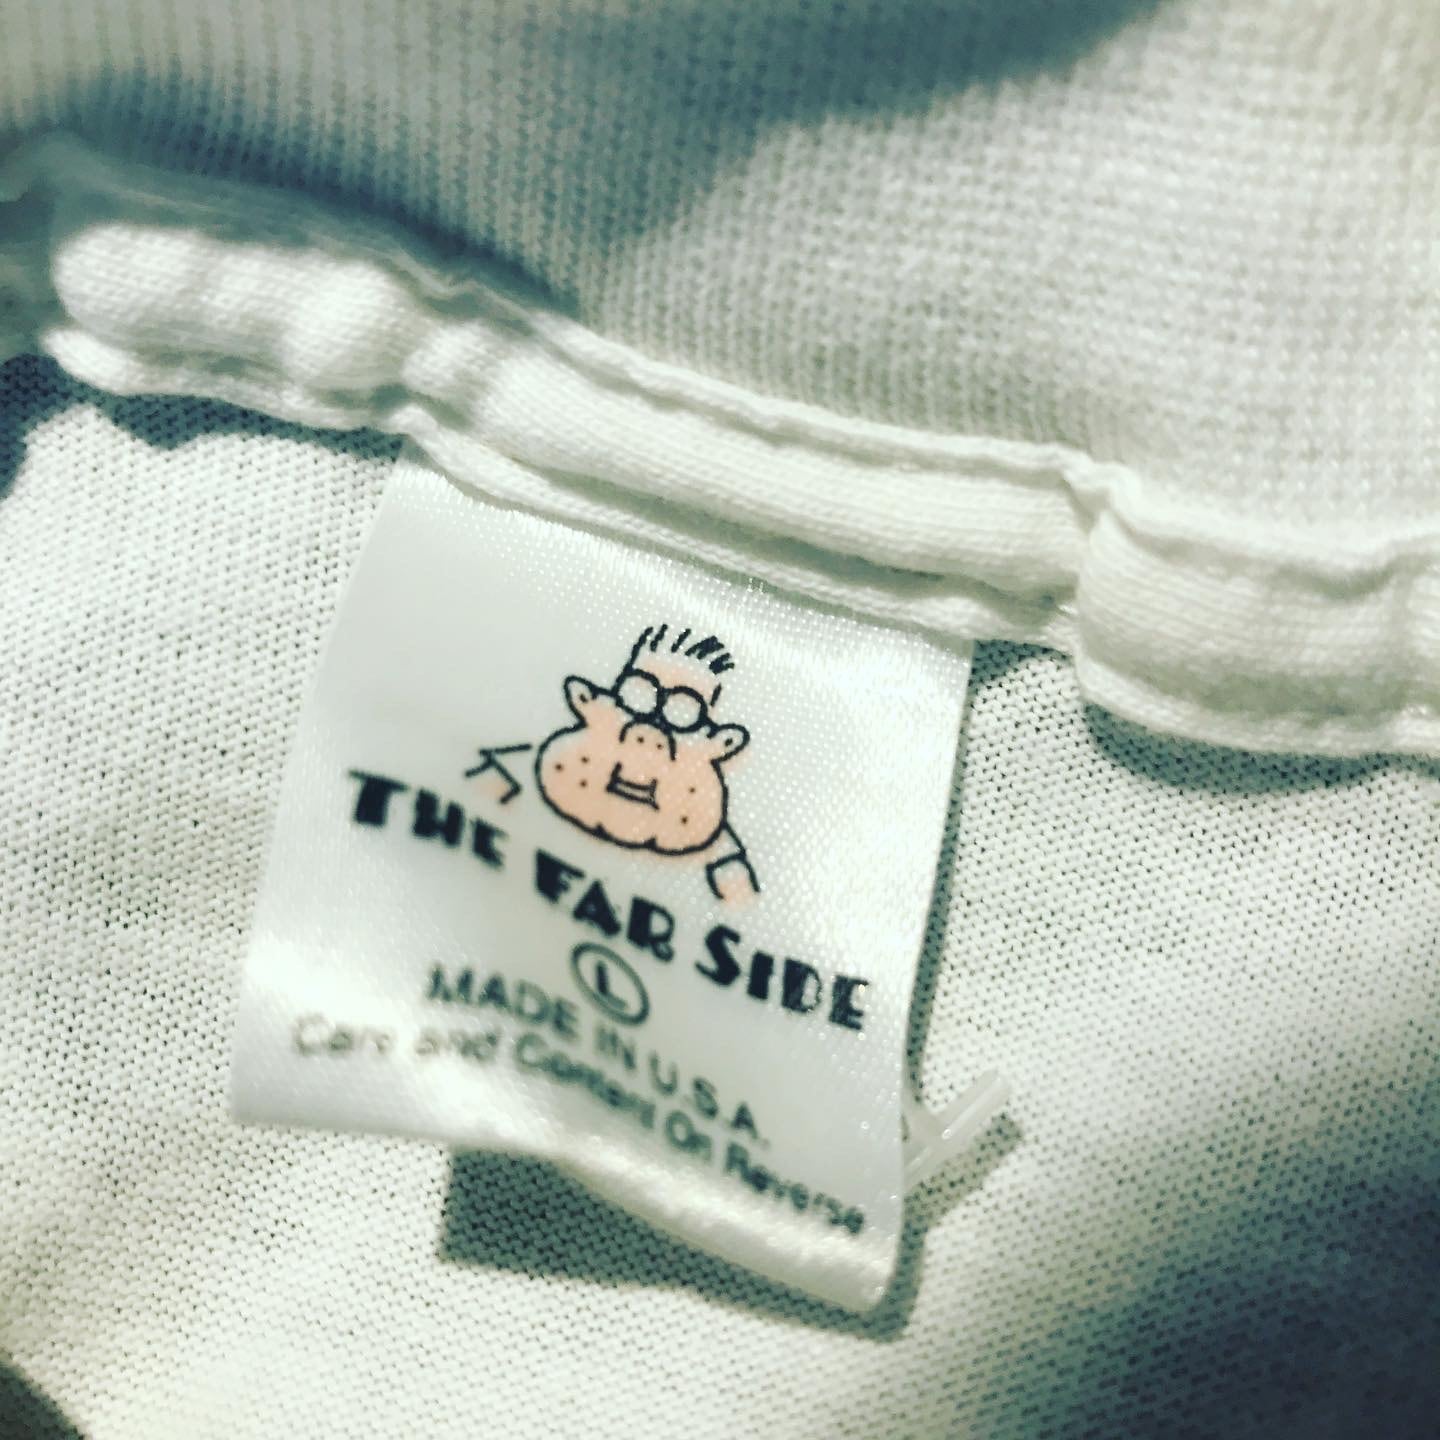 THE FAR SIDE
L
MADE IN U.S.A.
Care and Content On Reverse